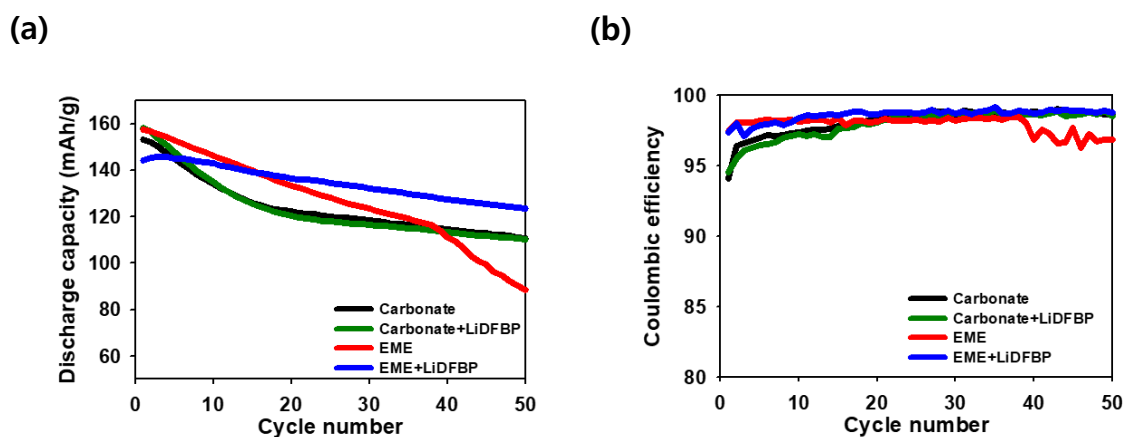 (a)
(b)
Discharge capacity (mAh/g)
160
140
120
100
80
60
0
10
20
30
40
50
Cycle number
Carbonate
Carbonate+LiDFBP
EME
EME+LiDFBP
Coulombic efficiency
100
95
90
85
80
0
10
20
30
40
50
Cycle number
Carbonate
Carbonate+LiDFBP
EME
EME+LiDFBP